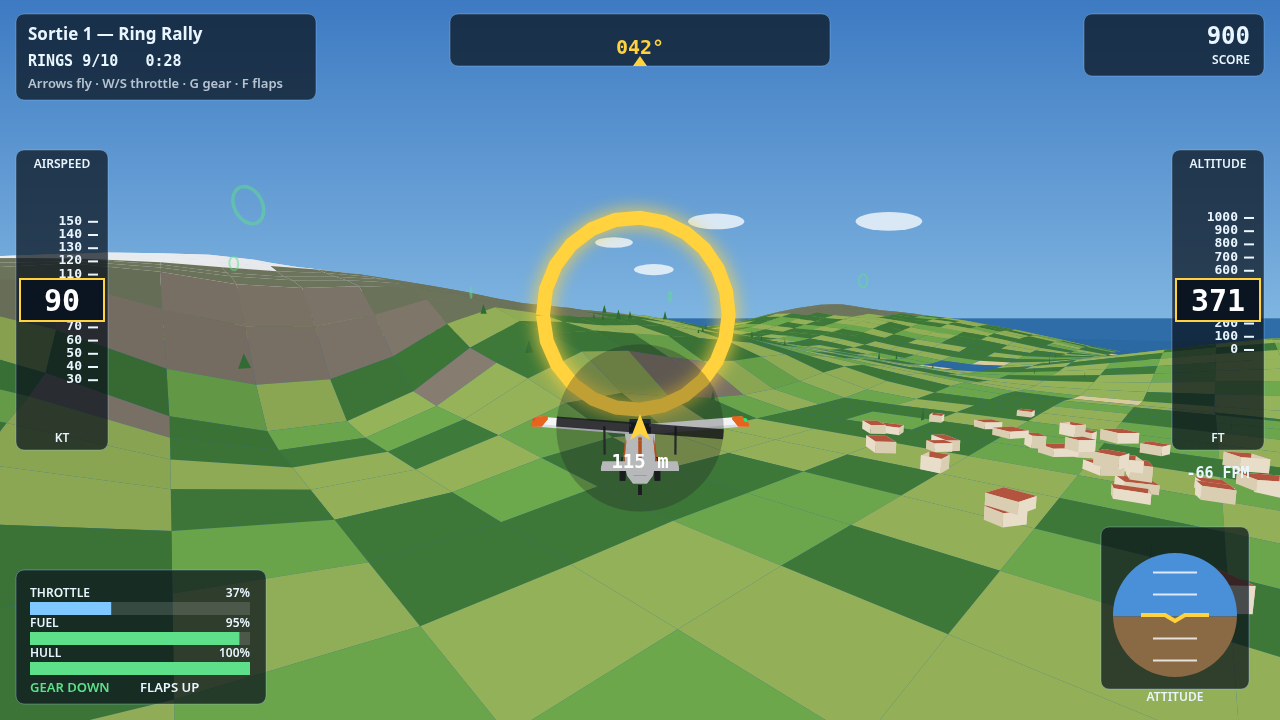 Sortie 1 — Ring Rally
RINGS 9/10 0:28
Arrows fly · W/S throttle · G gear · F flaps
042°
900
SCORE
AIRSPEED
150
140
130
120
110
90
70
60
50
40
30
KT
ALTITUDE
1000
900
800
700
600
371
200
100
0
FT
-66 FPM
115 m
THROTTLE 37%
FUEL 95%
HULL 100%
GEAR DOWN FLAPS UP
ATTITUDE